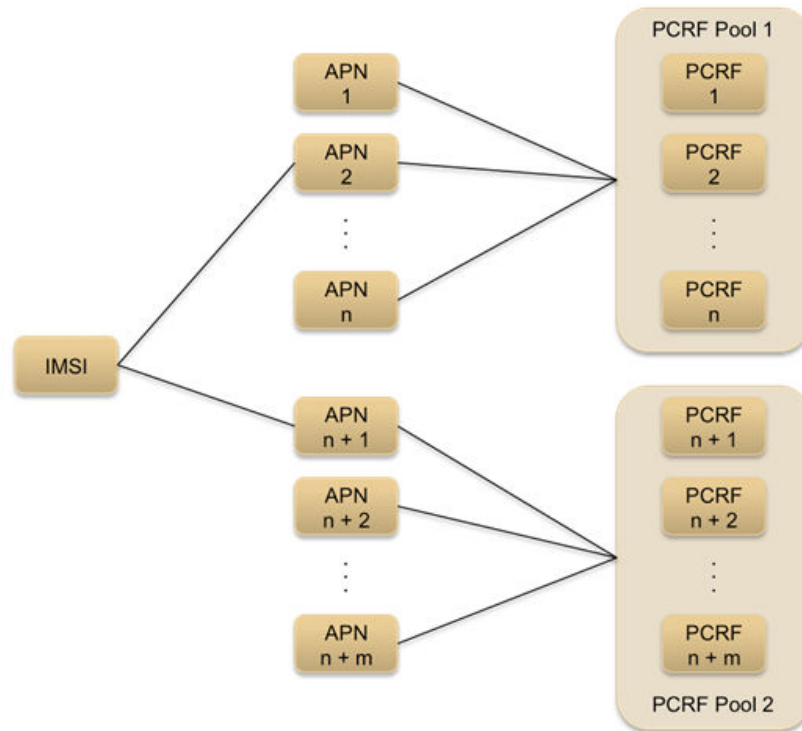 PCRF Pool 1
APN
1
PCRF
1
APN
2
PCRF
2
APN
n
PCRF
n
IMSI
APN
n + 1
PCRF
n + 1
APN
n + 2
PCRF
n + 2
APN
n + m
PCRF
n + m
PCRF Pool 2